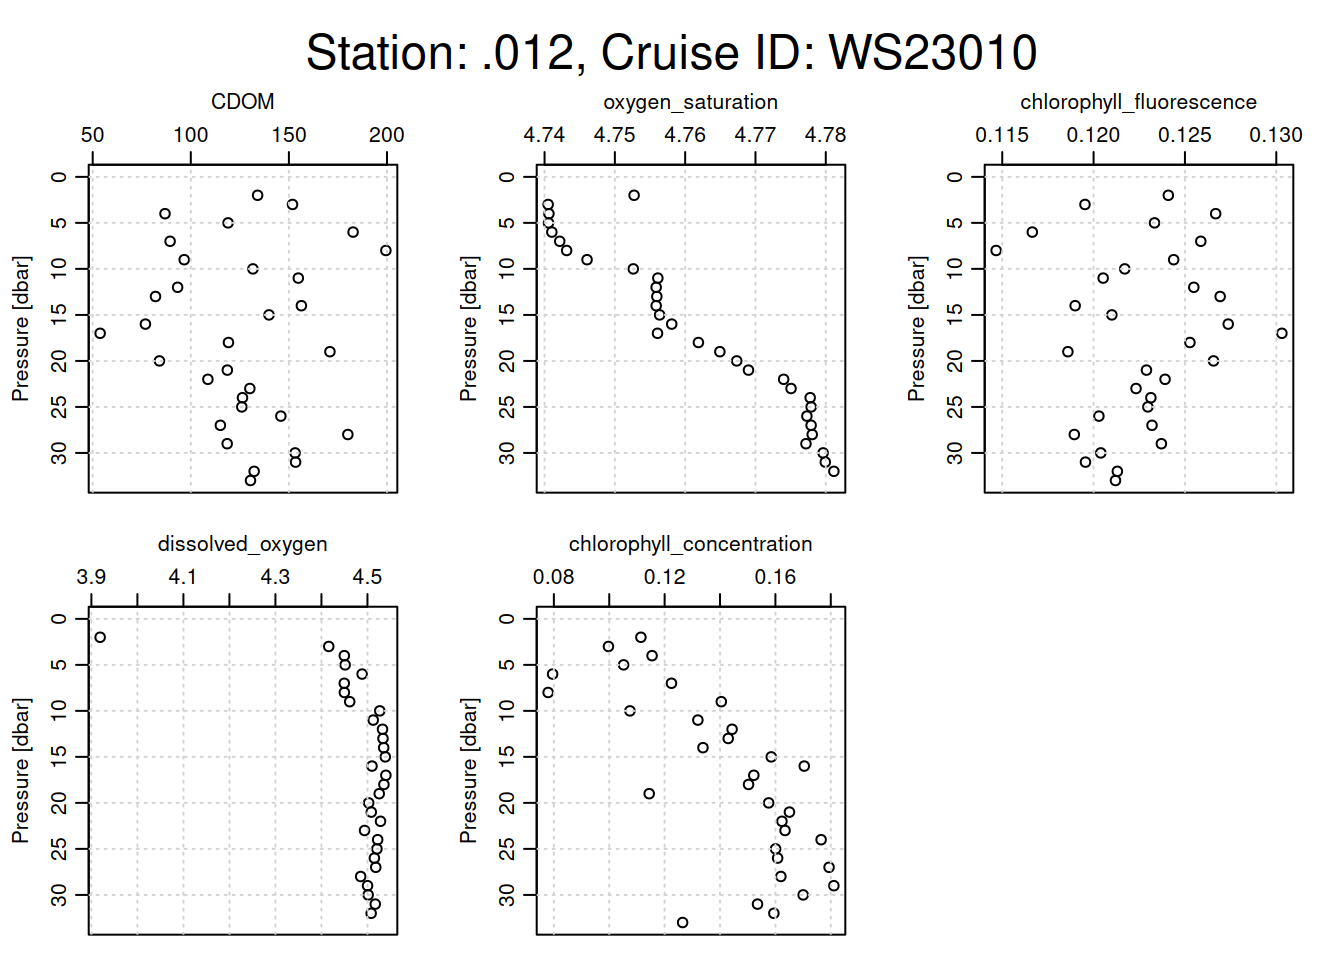 Station: .012, Cruise ID: WS23010
CDOM
50 100 150 200
Pressure [dbar]
0 5 10 15 20 25 30
oxygen_saturation
4.74 4.75 4.76 4.77 4.78
Pressure [dbar]
0 5 10 15 20 25 30
chlorophyll_fluorescence
0.115 0.120 0.125 0.130
Pressure [dbar]
0 5 10 15 20 25 30
dissolved_oxygen
3.9 4.1 4.3 4.5
Pressure [dbar]
0 5 10 15 20 25 30
chlorophyll_concentration
0.08 0.12 0.16
Pressure [dbar]
0 5 10 15 20 25 30